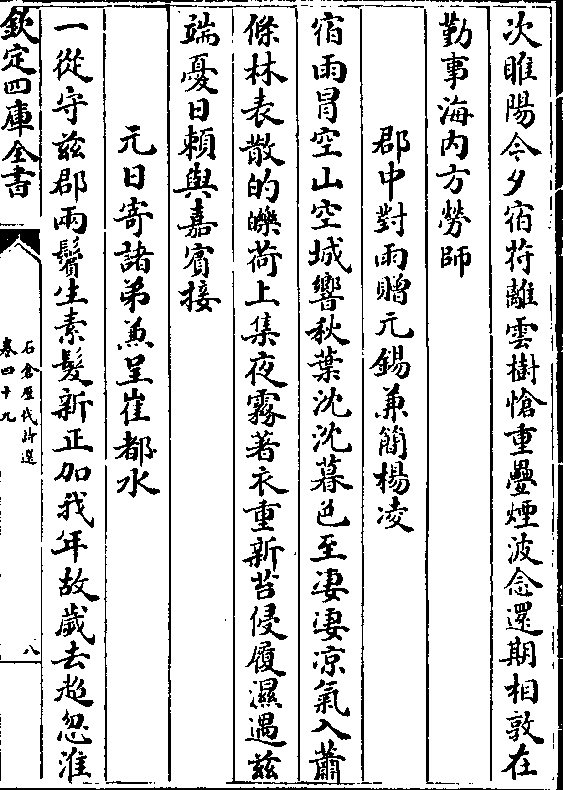 次睢陽今夕宿苻離雲樹愴重疊煙波念還期相敦在
勤事海内方勞師
郡中對雨贈元錫兼簡楊凌
宿雨冒空山空城響秋葉沈沈暮色至淒淒涼氣入蕭
條林表散的皪荷上集夜霧著衣重新苔侵履濕遇兹
端憂日賴與嘉賓接
元日寄諸弟兼呈崔都水
一從守兹郡兩鬢生素髮新正加我年故歲去超忽淮
欽定四庫全書
石倉歴代詩選
卷四十九
八